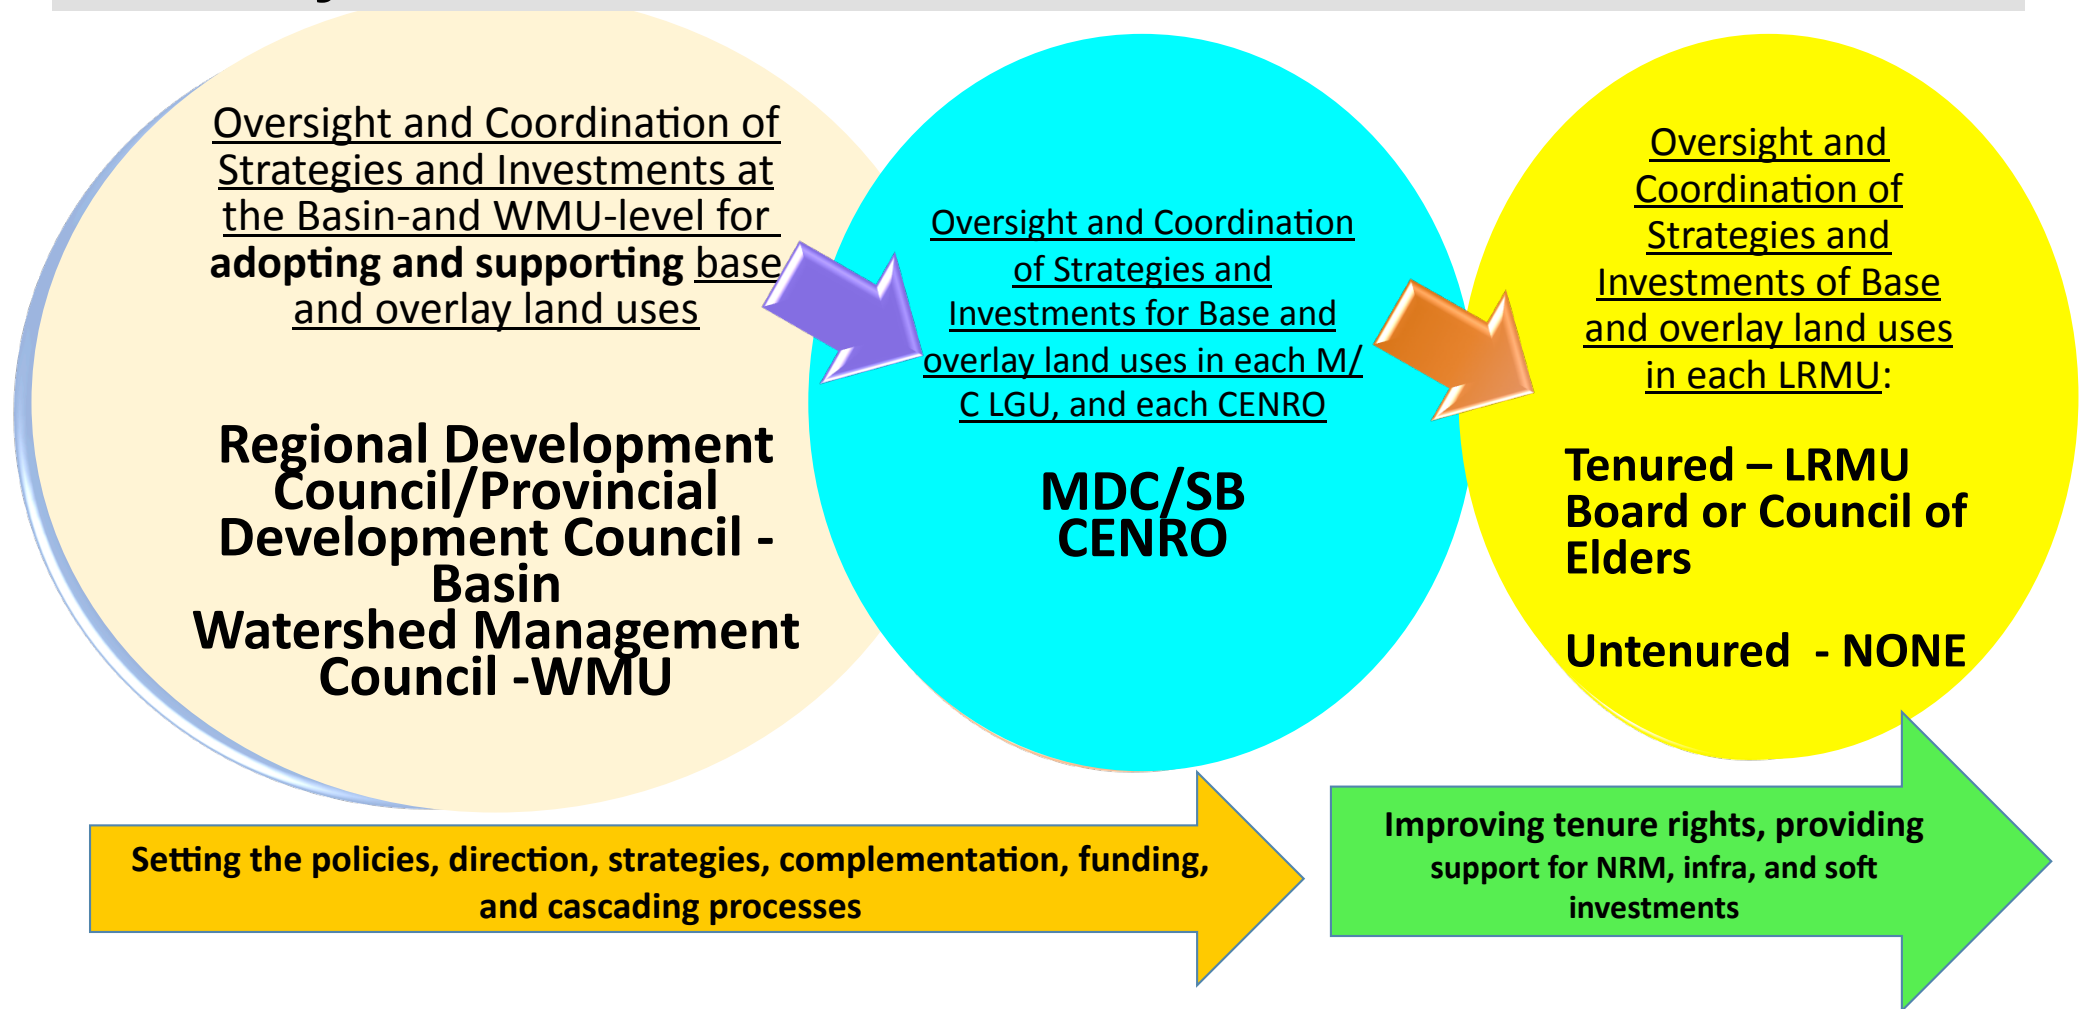 Oversight and Coordination of
Strategies and Investments at
the Basin-and WMU-level for
adopting and supporting base
and overlay land uses
Regional Development
Council/Provincial
Development Council -
Basin
Watershed Management
Council -WMU
Oversight and Coordination
of Strategies and
Investments for Base and
overlay land uses in each M/
C LGU, and each CENRO
MDC/SB
CENRO
Oversight and
Coordination of
Strategies and
Investments of Base
and overlay land uses
in each LRMU:
Tenured – LRMU
Board or Council of
Elders
Untenured - NONE
Setting the policies, direction, strategies, complementation, funding,
and cascading processes
Improving tenure rights, providing
support for NRM, infra, and soft
investments